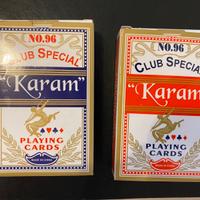 NO.96
CLUB SPECIAL
"Karam"
PLAYING
CARDS
NO.96
CLUB SPECIAL
"Karam"
PLAYING
CARDS